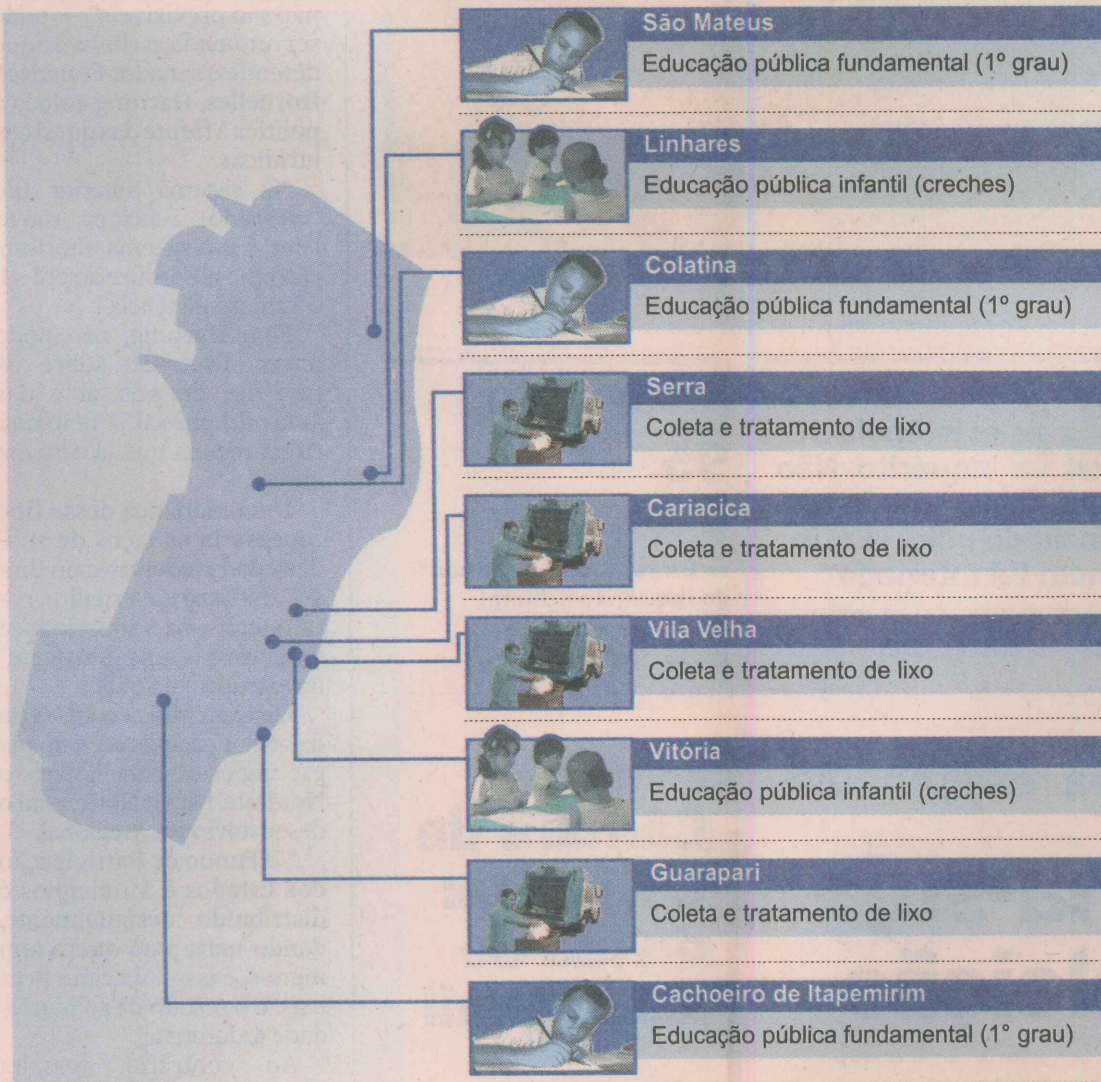 São Mateus
Educação pública fundamental (1º grau)
Linhares
Educação pública infantil (creches)
Colatina
Educação pública fundamental (1º grau)
Serra
Coleta e tratamento de lixo
Cariacica
Coleta e tratamento de lixo
Vila Velha
Coleta e tratamento de lixo
Vitória
Educação pública infantil (creches)
Guarapari
Coleta e tratamento de lixo
Cachoeiro de Itapemirim
Educação pública fundamental (1° grau)